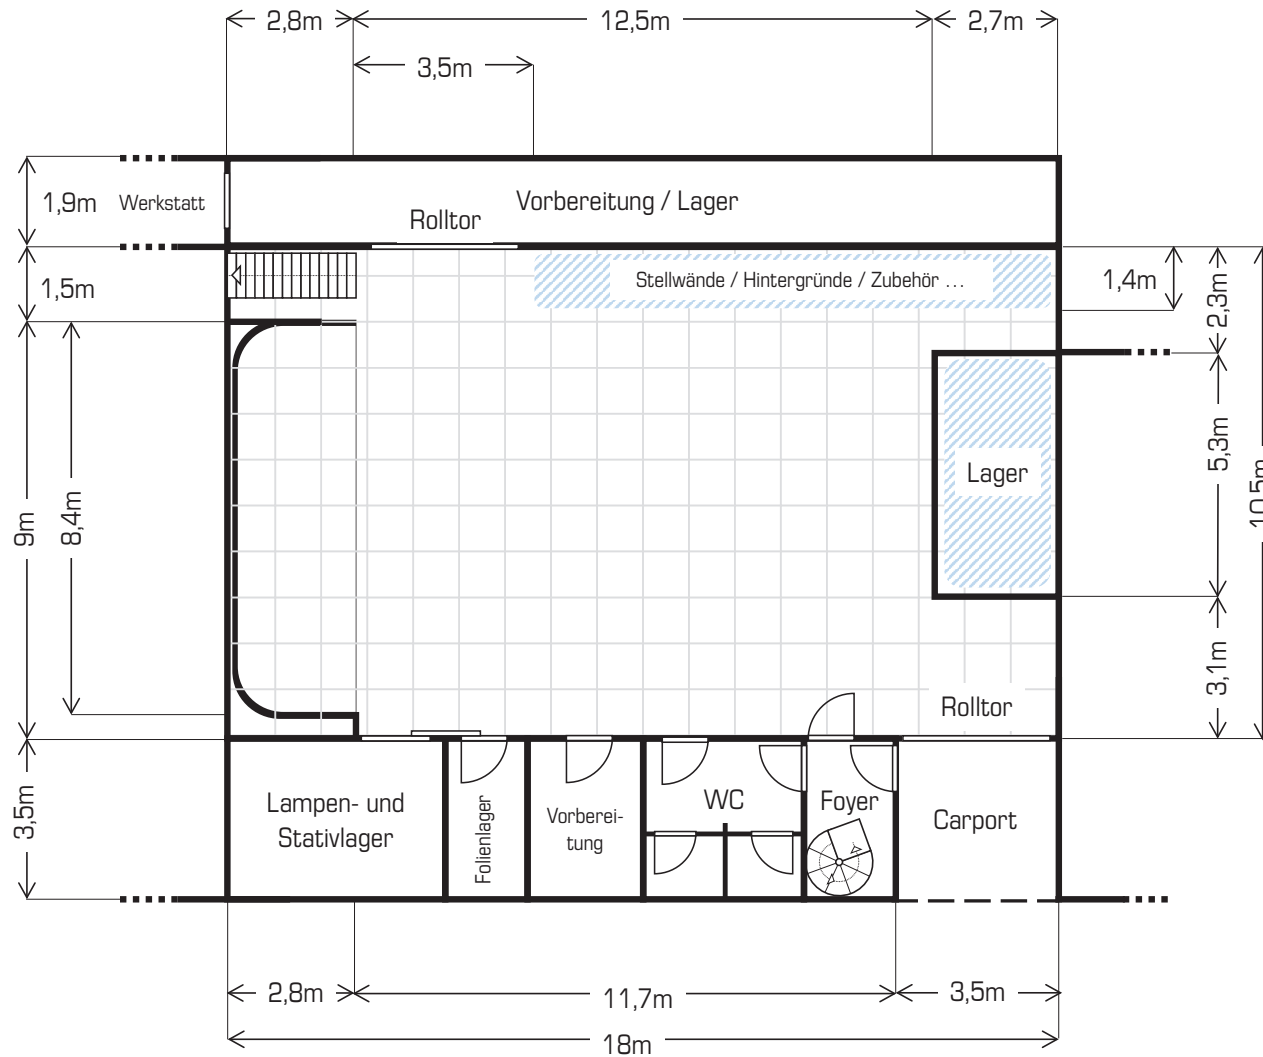 2,8m
12,5m
2,7m
3,5m
1,9m
Werkstatt
Vorbereitung / Lager
Rolltor
1,5m
Stellwände / Hintergründe / Zubehör ...
1,4m
2,3m
9m
8,4m
Lager
5,3m
10,5m
3,1m
Rolltor
3,5m
Lampen- und
Stativlager
Folienlager
Vorberei-
tung
WC
Foyer
Carport
2,8m
11,7m
3,5m
18m